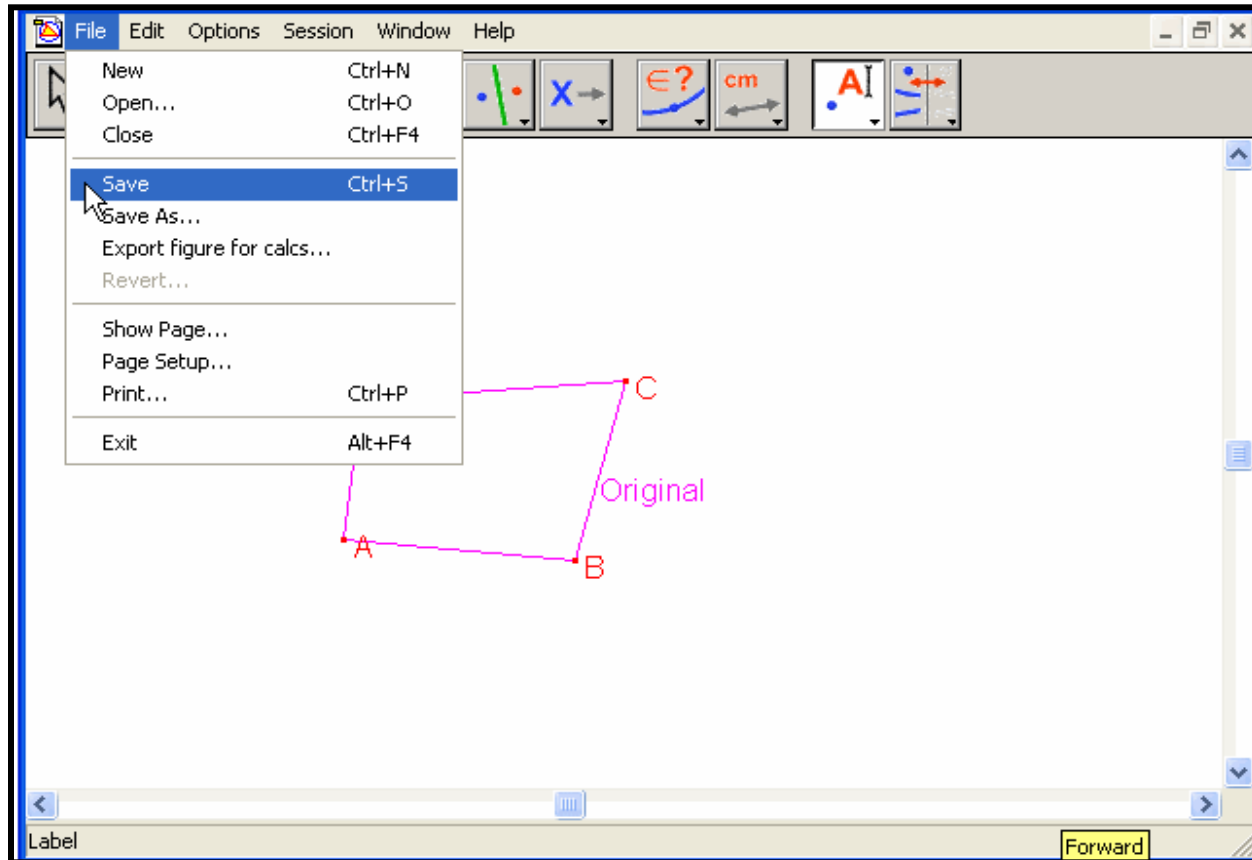 File Edit Options Session Window Help
New Ctrl+N
Open... Ctrl+O
Close Ctrl+F4
∈? cm A
X
Save Ctrl+S
Save As...
Export figure for calcs...
Revert...
Show Page...
Page Setup...
Print... Ctrl+P
Exit Alt+F4
C
Original
A
B
Label
Forward